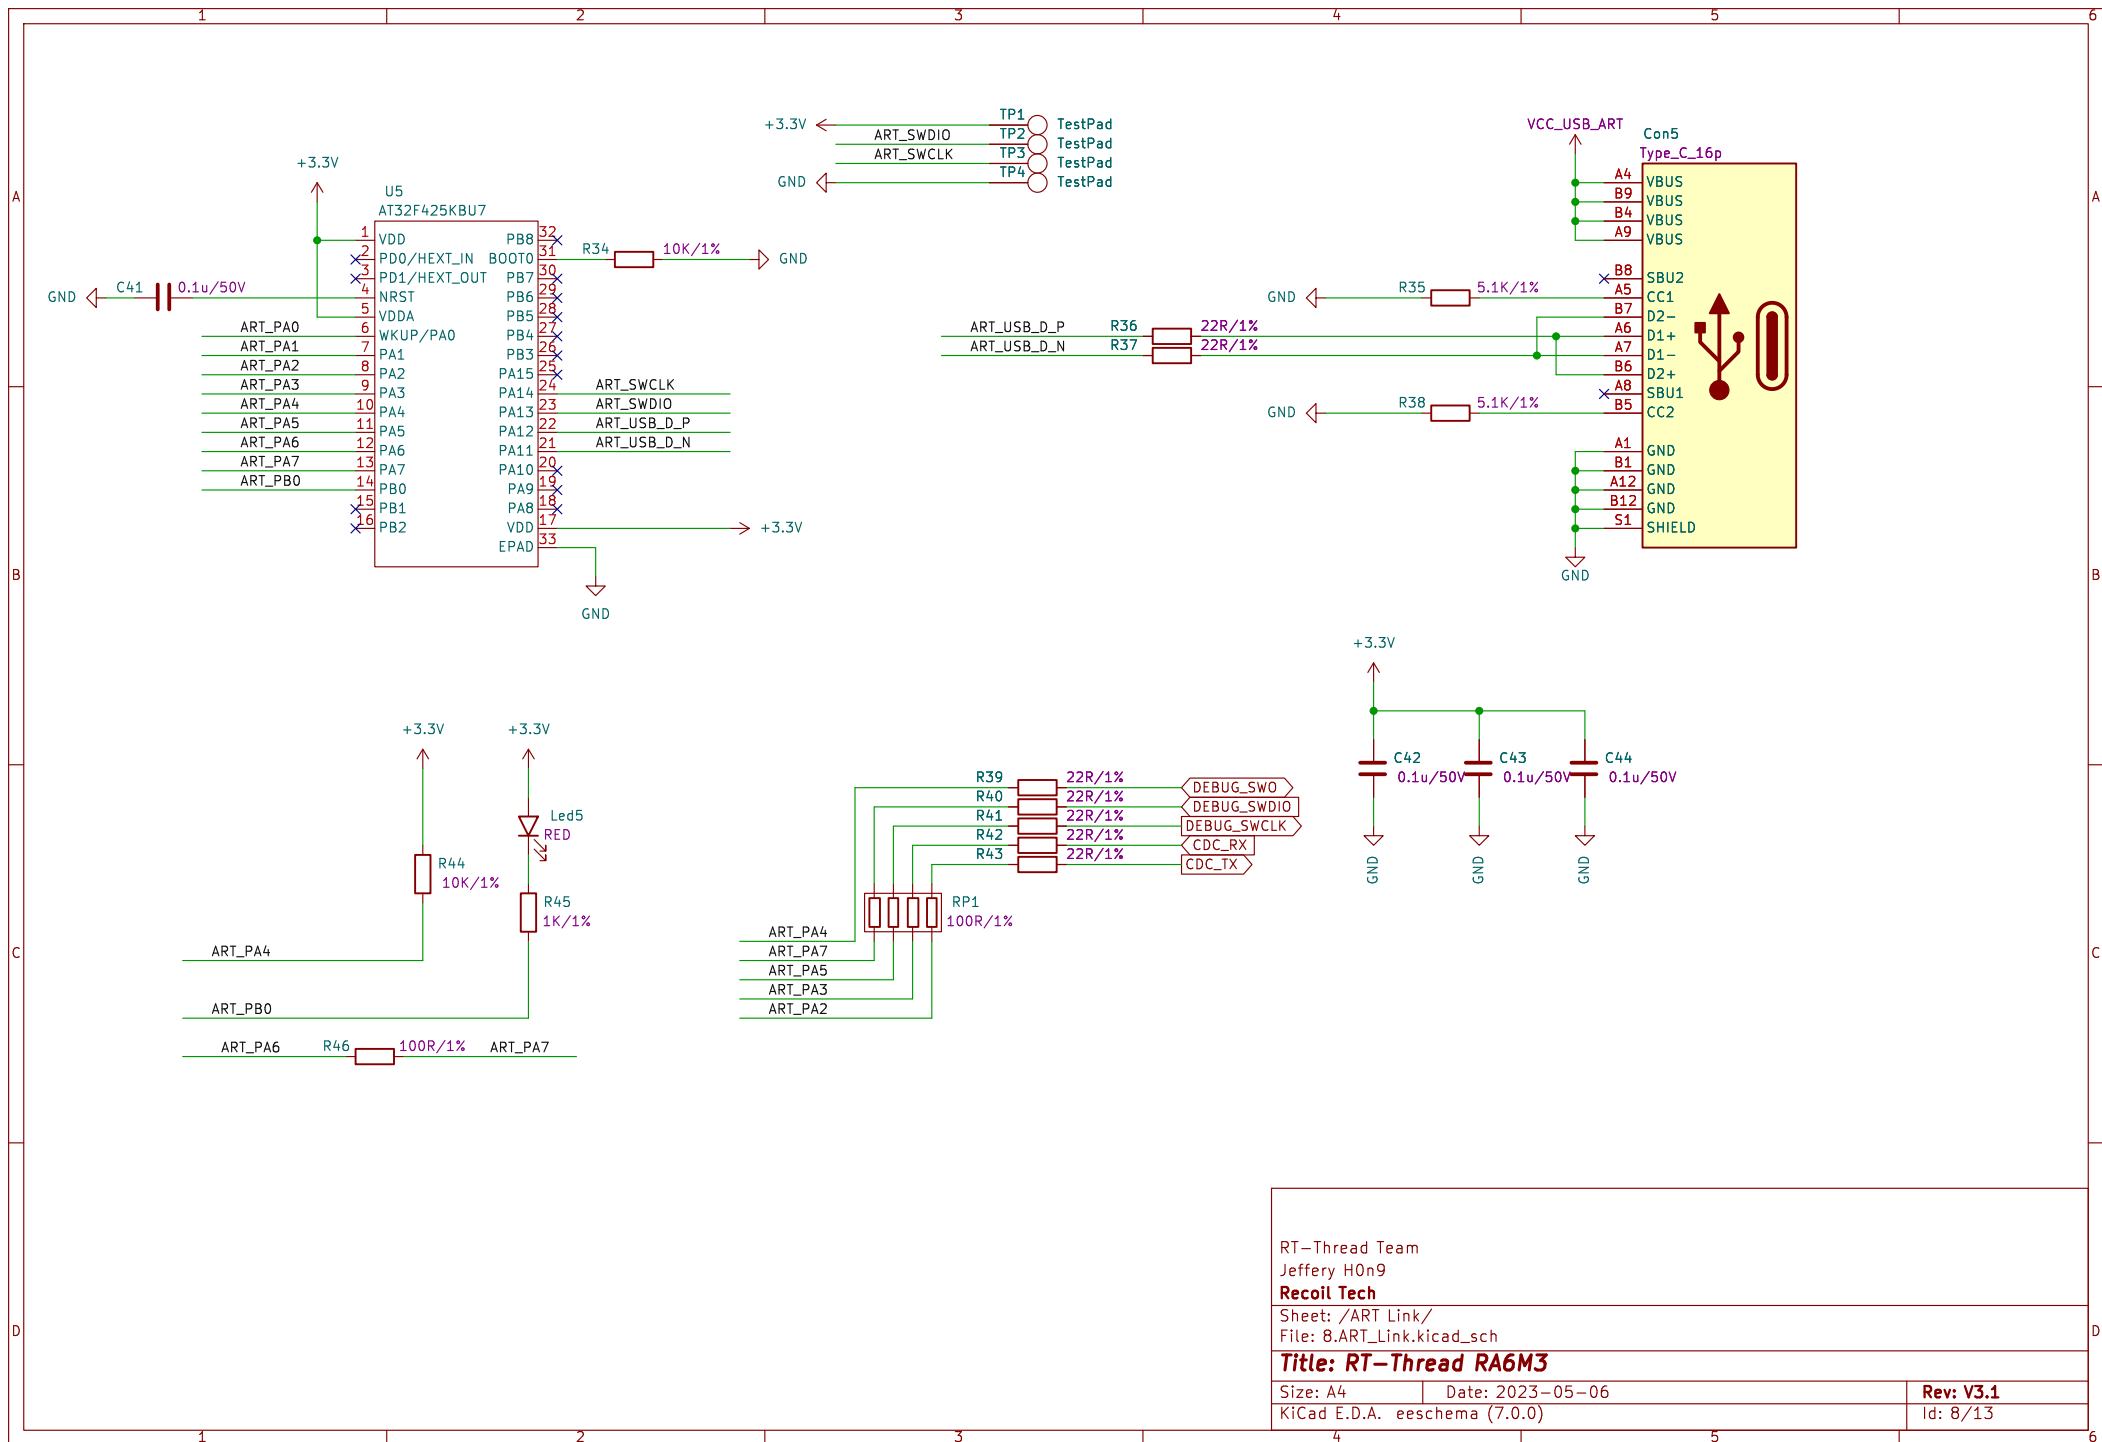 1 2 3 4 5 6
A
B
C
D
A
B
C
D
1 2 3 4 5 6
+3.3V
U5
AT32F425KBU7
1 VDD
2 PD0/HEXT_IN
3 PD1/HEXT_OUT
4 NRST
5 VDDA
6 WKUP/PA0
7 PA1
8 PA2
9 PA3
10 PA4
11 PA5
12 PA6
13 PA7
14 PB0
15 PB1
16 PB2
PB8 32
BOOT0 31
PB7 30
PB6 29
PB5 28
PB4 27
PB3 26
PA15 25
PA14 24
PA13 23
PA12 22
PA11 21
PA10 20
PA9 19
PA8 18
VDD 17
EPAD 33
GND C41 0.1u/50V
ART_PA0
ART_PA1
ART_PA2
ART_PA3
ART_PA4
ART_PA5
ART_PA6
ART_PA7
ART_PB0
R34 10K/1% GND
ART_SWCLK
ART_SWDIO
ART_USB_D_P
ART_USB_D_N
+3.3V
GND
+3.3V TP1 TestPad
ART_SWDIO TP2 TestPad
ART_SWCLK TP3 TestPad
GND TP4 TestPad
VCC_USB_ART
Con5
Type_C_16p
A4 VBUS
B9 VBUS
B4 VBUS
A9 VBUS
B8 SBU2
A5 CC1
B7 D2-
A6 D1+
A7 D1-
B6 D2+
A8 SBU1
B5 CC2
A1 GND
B1 GND
A12 GND
B12 GND
S1 SHIELD
GND R35 5.1K/1%
ART_USB_D_P R36 22R/1%
ART_USB_D_N R37 22R/1%
GND R38 5.1K/1%
GND
+3.3V
C42 0.1u/50V
C43 0.1u/50V
C44 0.1u/50V
GND GND GND
+3.3V +3.3V
Led5
RED
R44
10K/1%
R45
1K/1%
ART_PA4
ART_PB0
ART_PA6 R46 100R/1% ART_PA7
R39 22R/1% DEBUG_SWO
R40 22R/1% DEBUG_SWDIO
R41 22R/1% DEBUG_SWCLK
R42 22R/1% CDC_RX
R43 22R/1% CDC_TX
RP1
100R/1%
ART_PA4
ART_PA7
ART_PA5
ART_PA3
ART_PA2
RT-Thread Team
Jeffery H0n9
Recoil Tech
Sheet: /ART Link/
File: 8.ART_Link.kicad_sch
Title: RT-Thread RA6M3
Size: A4 Date: 2023-05-06 Rev: V3.1
KiCad E.D.A. eeschema (7.0.0) Id: 8/13